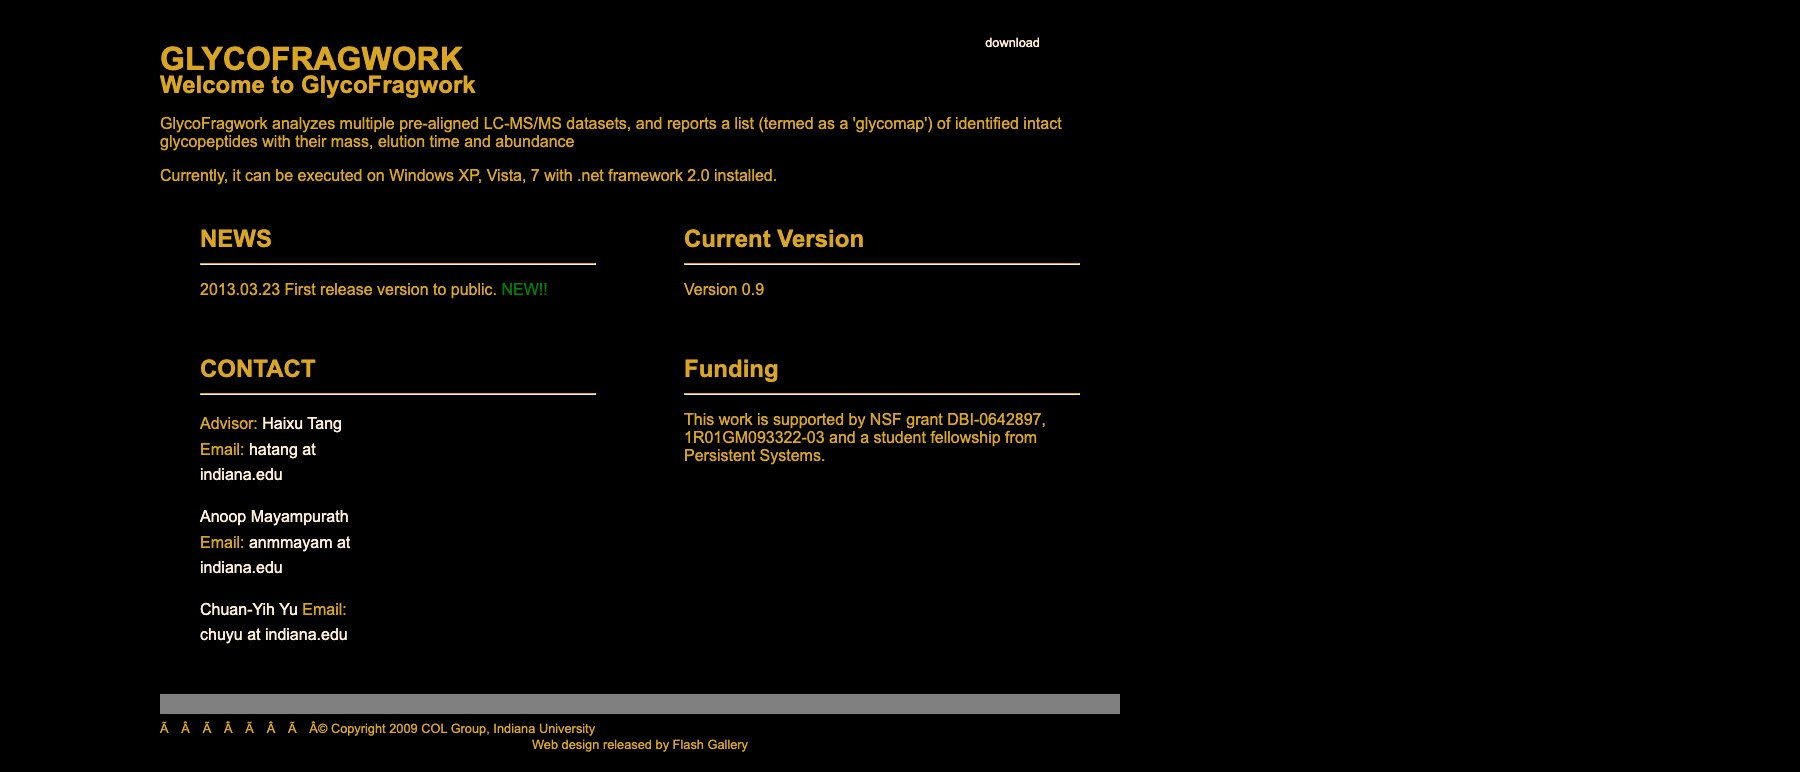 download
GLYCOFRAGWORK
Welcome to GlycoFragwork
GlycoFragwork analyzes multiple pre-aligned LC-MS/MS datasets, and reports a list (termed as a 'glycomap') of identified intact
glycopeptides with their mass, elution time and abundance
Currently, it can be executed on Windows XP, Vista, 7 with .net framework 2.0 installed.
NEWS
2013.03.23 First release version to public. NEW!!
Current Version
Version 0.9
CONTACT
Advisor: Haixu Tang
Email: hatang at
indiana.edu
Anoop Mayampurath
Email: anmmayam at
indiana.edu
Chuan-Yih Yu Email:
chuyu at indiana.edu
Funding
This work is supported by NSF grant DBI-0642897,
1R01GM093322-03 and a student fellowship from
Persistent Systems.
Ã Â Ã Â Ã Â Ã Â© Copyright 2009 COL Group, Indiana University
Web design released by Flash Gallery